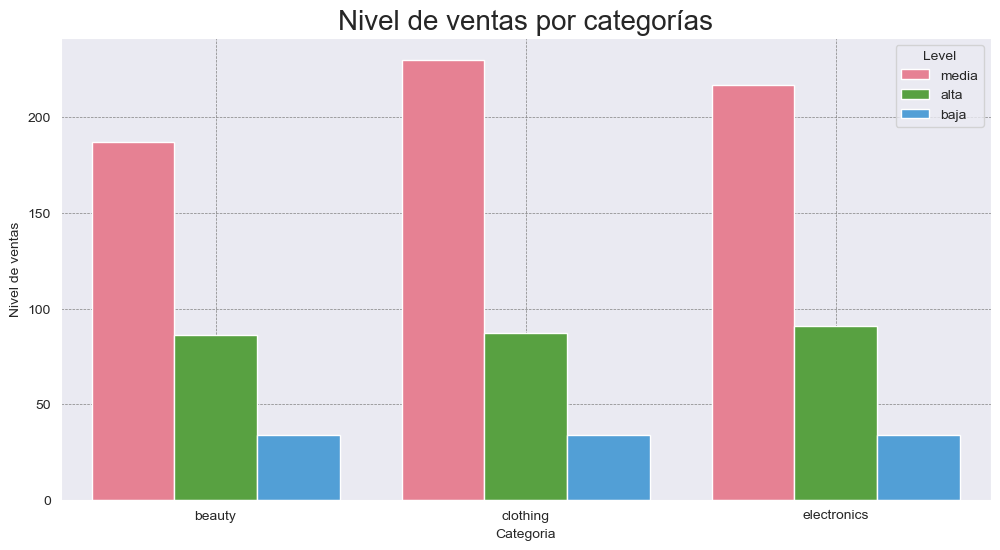 Nivel de ventas por categorías
Level
media
alta
baja
Nivel de ventas
200
150
100
50
0
beauty
clothing
electronics
Categoria